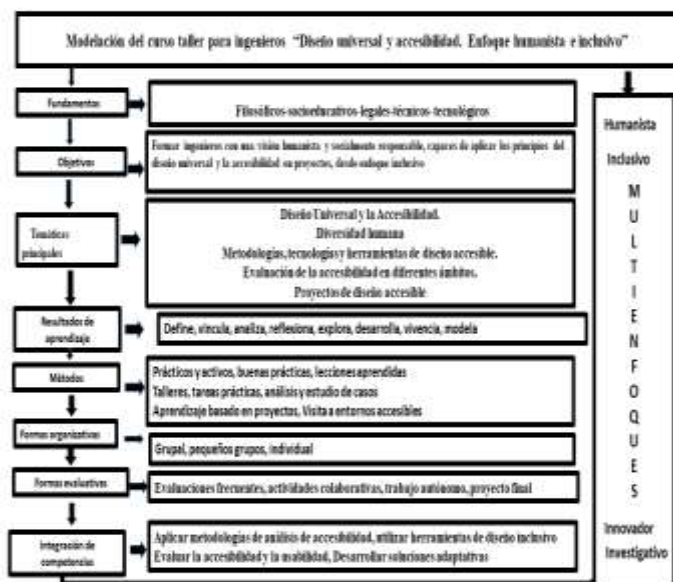 Modelación del curso taller para ingenieros “Diseño universal y accesibilidad. Enfoque humanista e inclusivo”
Fundamentos
Filosóficos-socioeducativos-legales-técnicos-tecnológicos
Objetivos
Formar ingenieros con una visión humanista y socialmente responsable, capaces de aplicar los principios del
diseño universal y la accesibilidad en proyectos, desde enfoque inclusivo
Temáticas
principales
Diseño Universal y la Accesibilidad.
Diversidad humana
Metodologías, tecnologías y herramientas de diseño accesible.
Evaluación de la accesibilidad en diferentes ámbitos.
Proyectos de diseño accesible
Resultados de
aprendizaje
Define, vincula, analiza, reflexiona, explora, desarrolla, vivencia, modela
Métodos
Prácticos y activos, buenas prácticas, lecciones aprendidas
Talleres, tareas prácticas, análisis y estudio de casos
Aprendizaje basado en proyectos, Visita a entornos accesibles
Formas organizativas
Grupal, pequeños grupos, individual
Formas evaluativas
Evaluaciones frecuentes, actividades colaborativas, trabajo autónomo, proyecto final
Integración de
competencias
Aplicar metodologías de análisis de accesibilidad, utilizar herramientas de diseño inclusivo
Evaluar la accesibilidad y la usabilidad, Desarrollar soluciones adaptativas
Humanista
Inclusivo
M
U
L
T
I
E
N
F
O
Q
U
E
S
Innovador
Investigativo